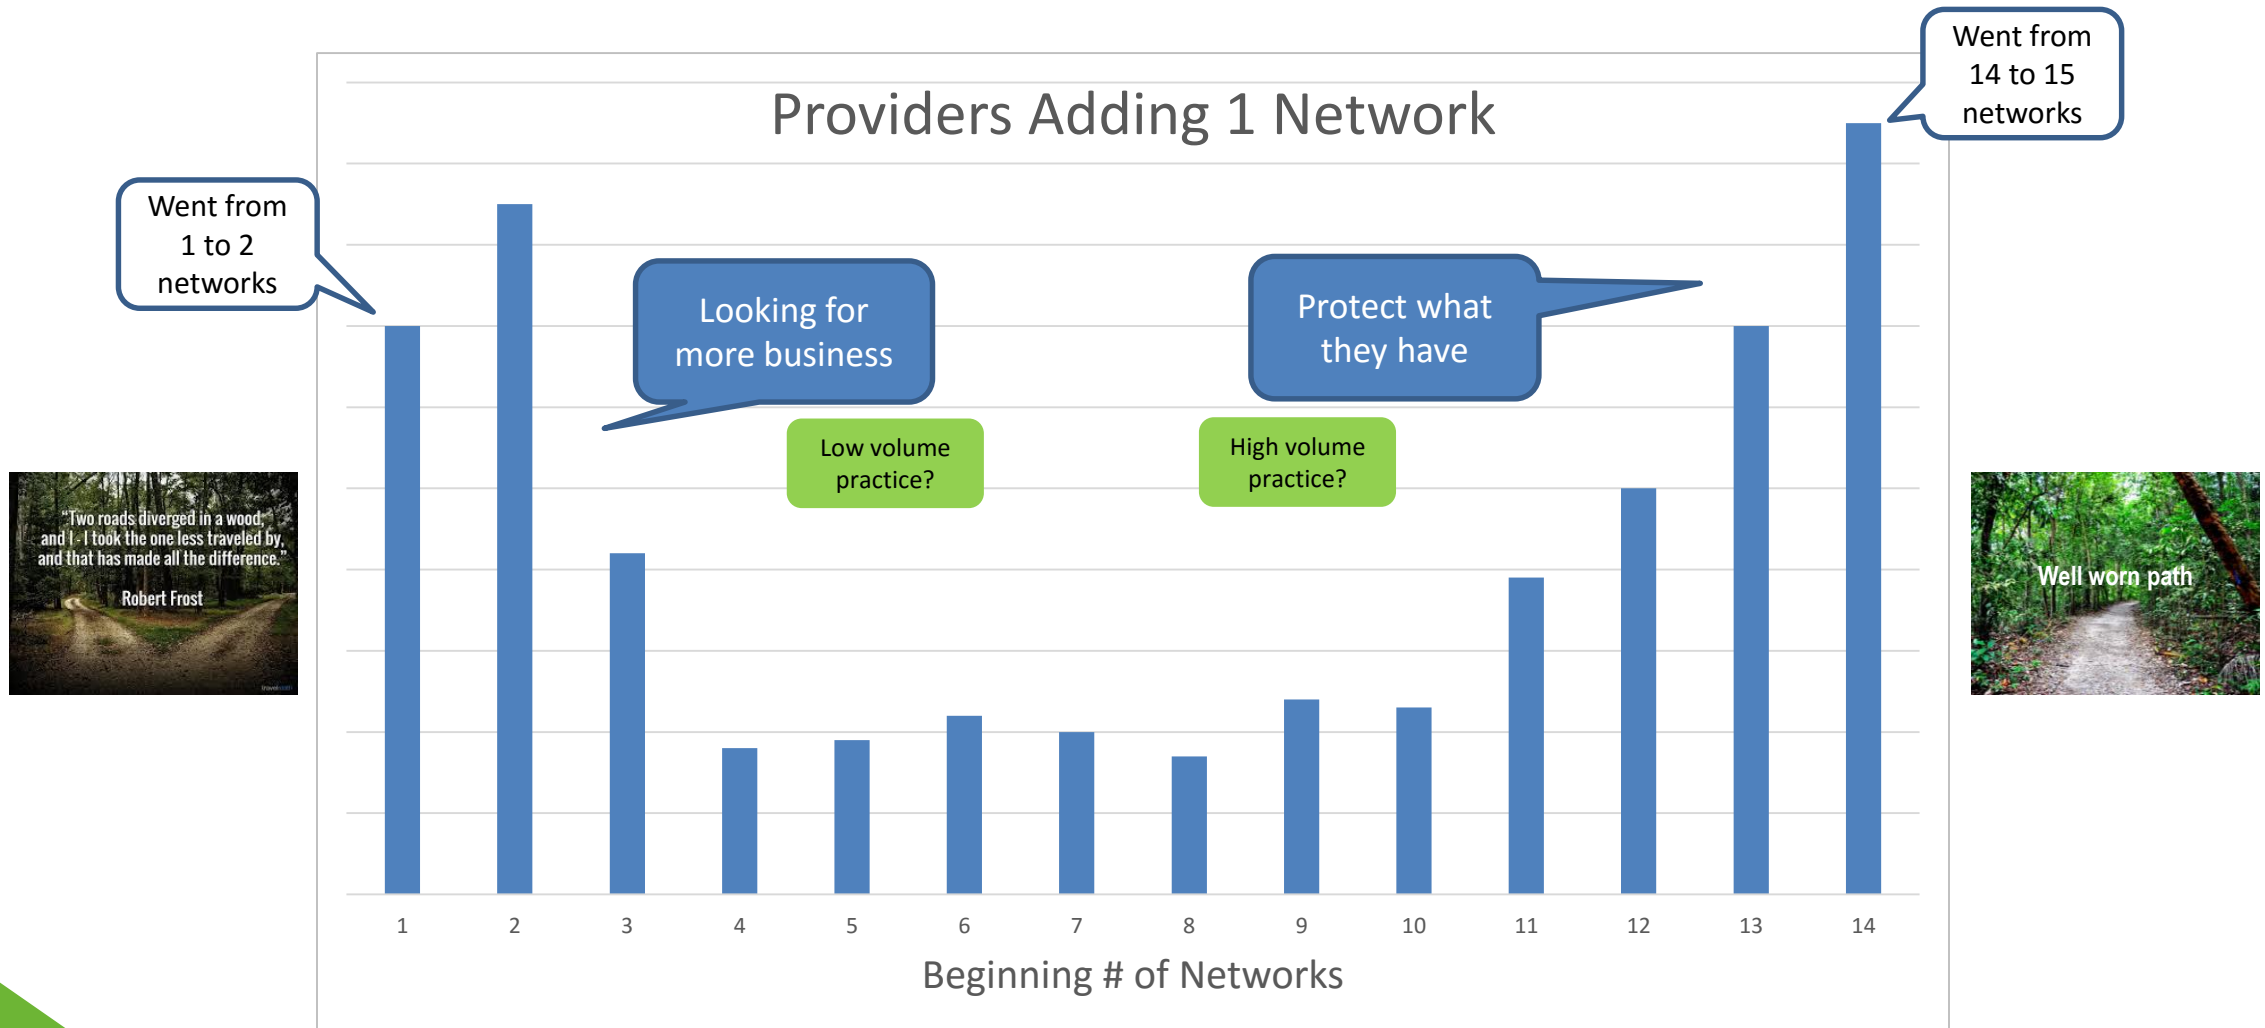 Went from
14 to 15
networks
Providers Adding 1 Network
Went from
1 to 2
networks
Looking for
more business
Protect what
they have
Low volume
practice?
High volume
practice?
“Two roads diverged in a wood,
and I - I took the one less traveled by,
and that has made all the difference.”
Robert Frost
Well worn path
1 2 3 4 5 6 7 8 9 10 11 12 13 14
Beginning # of Networks